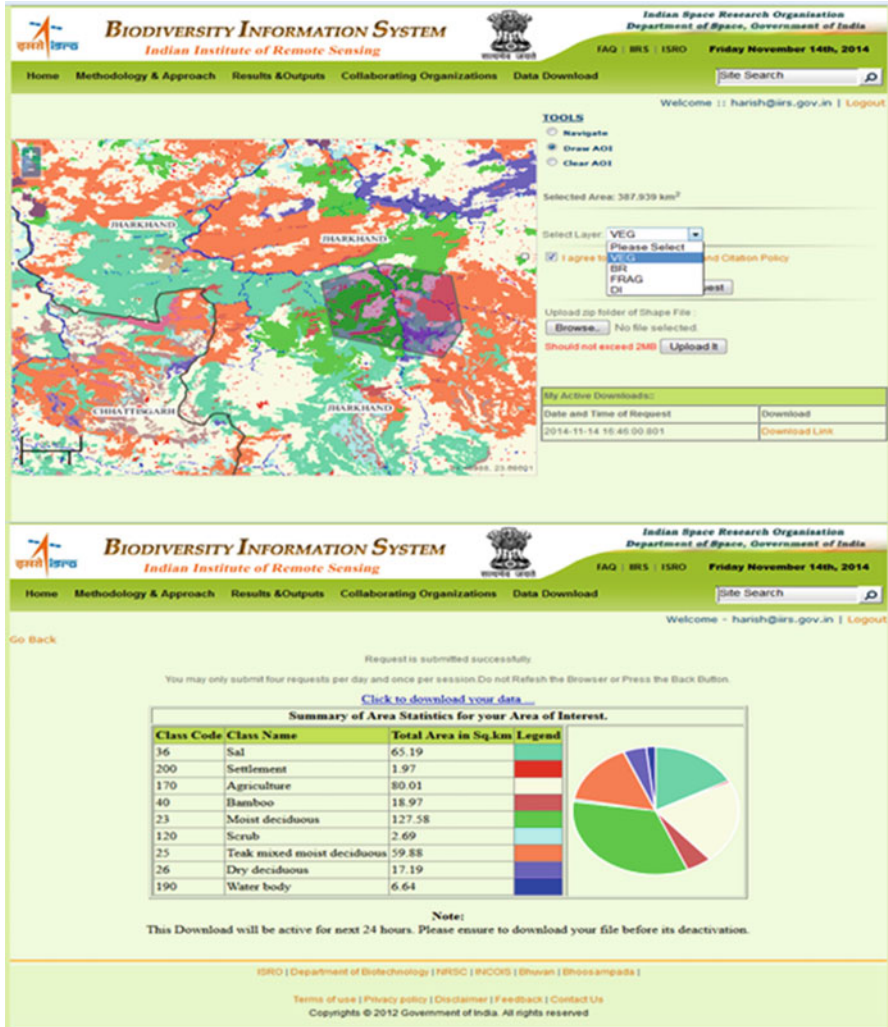 Indian Space Research Organisation
Department of Space, Government of India
BIODIVERSITY INFORMATION SYSTEM
Indian Institute of Remote Sensing
इसरो isro
सत्यमेव जयते
FAQ | IIRS | ISRO Friday November 14th, 2014
Home Methodology & Approach Results &Outputs Collaborating Organizations Data Download Site Search
Welcome :: harish@iirs.gov.in | Logout
TOOLS
Navigate
Draw AOI
Clear AOI
Selected Area: 387.939 km²
Select Layer: VEG
Please Select
VEG
BR
FRAG
DI
I agree to nd Citation Policy
uest
Upload zip folder of Shape File :
Browse.. No file selected.
Should not exceed 2MB Upload It
My Active Downloads::
Date and Time of Request Download
2014-11-14 16:46:00.801 Download Link
JHARKHAND
JHARKHAND
CHHATTISGARH
JHARKHAND
Indian Space Research Organisation
Department of Space, Government of India
BIODIVERSITY INFORMATION SYSTEM
Indian Institute of Remote Sensing
इसरो isro
सत्यमेव जयते
FAQ | IIRS | ISRO Friday November 14th, 2014
Home Methodology & Approach Results &Outputs Collaborating Organizations Data Download Site Search
Welcome - harish@iirs.gov.in | Logout
Go Back
Request is submitted successfully.
You may only submit four requests per day and once per session.Do not Refesh the Browser or Press the Back Button.
Click to download your data ...
Summary of Area Statistics for your Area of Interest.
Class Code Class Name Total Area in Sq.km Legend
36 Sal 65.19
200 Settlement 1.97
170 Agriculture 80.01
40 Bamboo 18.97
23 Moist deciduous 127.58
120 Scrub 2.69
25 Teak mixed moist deciduous 59.88
26 Dry deciduous 17.19
190 Water body 6.64
Note:
This Download will be active for next 24 hours. Please ensure to download your file before its deactivation.
ISRO | Department of Biotechnology | NRSC | INCOIS | Bhuvan | Bhoosampada |
Terms of use | Privacy policy | Disclaimer | Feedback | Contact Us
Copyrights © 2012 Government of India. All rights reserved